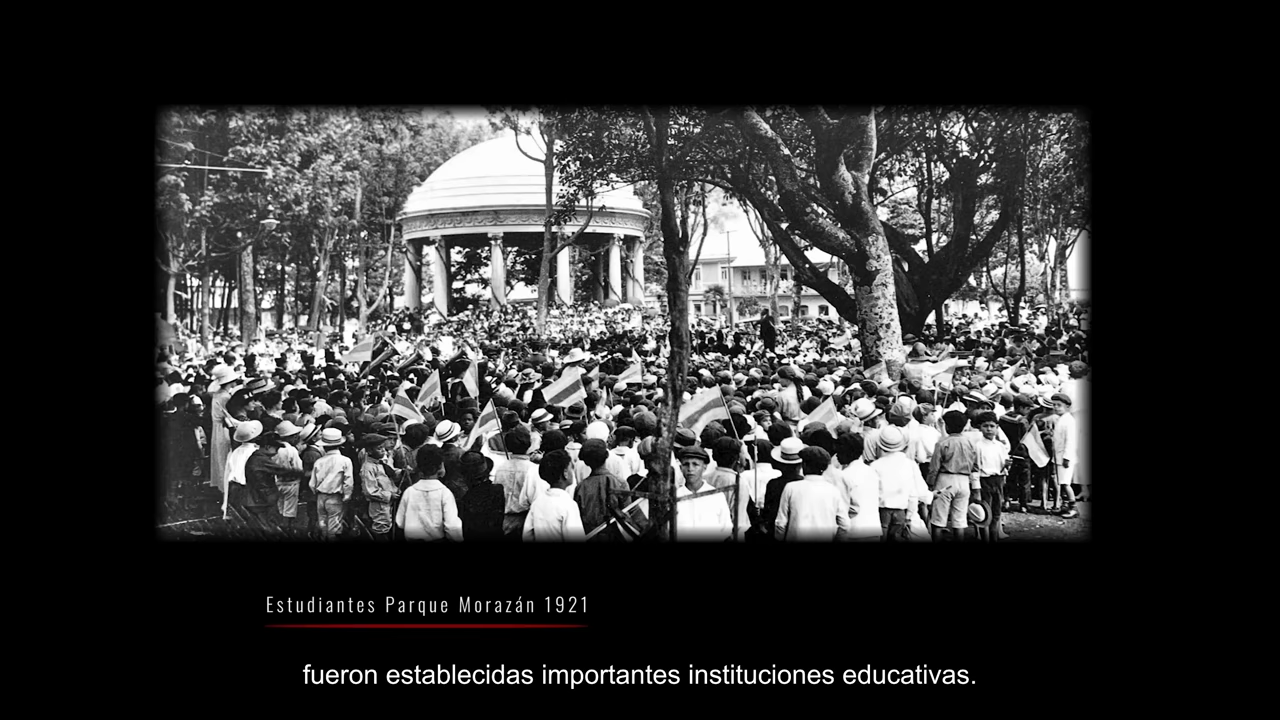 Estudiantes Parque Morazán 1921
fueron establecidas importantes instituciones educativas.